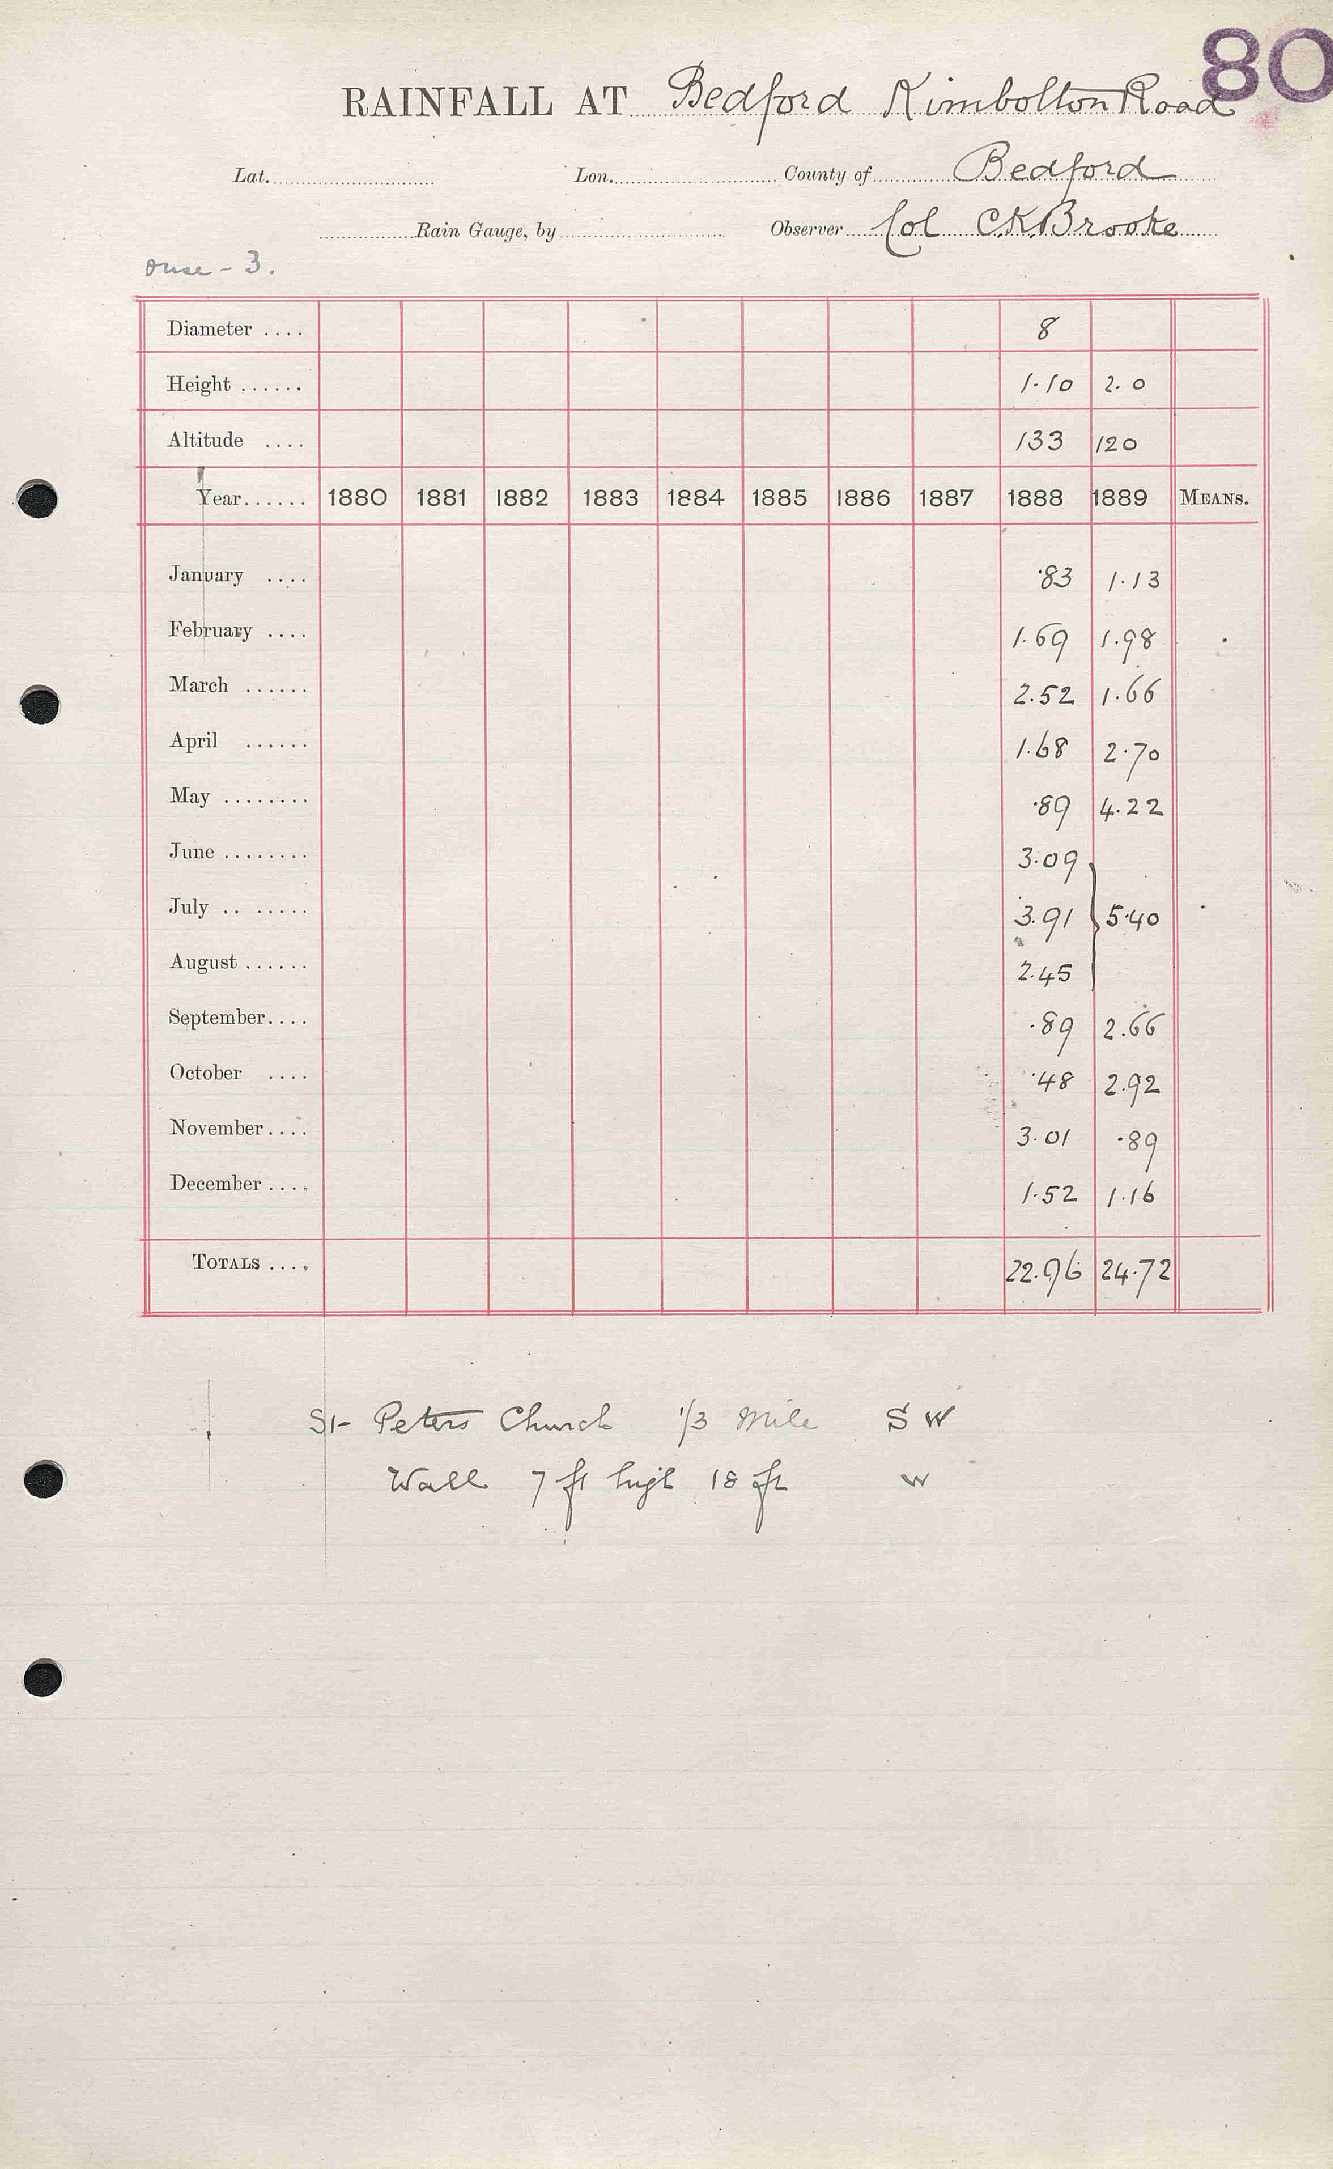 80
RAINFALL AT Bedford Kimbolton Road
Lat. Lon. County of Bedford
Rain Gauge, by Observer Col CK Brooke
Ouse - 3.
Diameter .... 8
Height ...... 1.10 2.0
Altitude .... 133 120
Year...... 1880 1881 1882 1883 1884 1885 1886 1887 1888 1889 MEANS.
January .... .83 1.13
February .... 1.69 1.98
March ...... 2.52 1.66
April ...... 1.68 2.70
May ........ .89 4.22
June ........ 3.09
July .. ..... 3.91 } 5.40
August ...... 2.45
September.... .89 2.66
October .... .48 2.92
November.... 3.01 .89
December .... 1.52 1.16
TOTALS .... 22.96 24.72
St- Peters Church 1/3 Mile S W
Wall 7 ft high 18 ft W